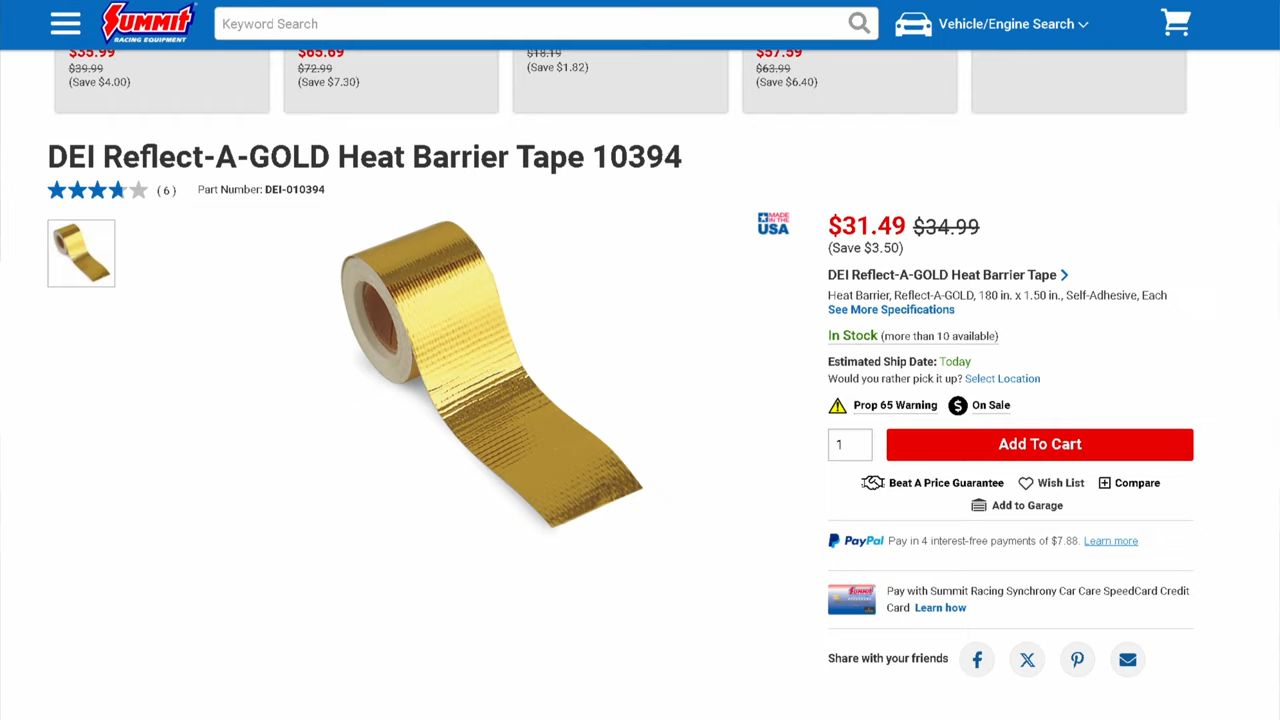 SUMMIT
RACING EQUIPMENT
Keyword Search
Vehicle/Engine Search
$35.99
$39.99
(Save $4.00)
$65.69
$72.99
(Save $7.30)
$18.19
(Save $1.82)
$57.59
$63.99
(Save $6.40)
DEI Reflect-A-GOLD Heat Barrier Tape 10394
( 6 )
Part Number: DEI-010394
MADE
IN THE
USA
$31.49 $34.99
(Save $3.50)
DEI Reflect-A-GOLD Heat Barrier Tape
Heat Barrier, Reflect-A-GOLD, 180 in. x 1.50 in., Self-Adhesive, Each
See More Specifications
In Stock (more than 10 available)
Estimated Ship Date: Today
Would you rather pick it up? Select Location
Prop 65 Warning
$ On Sale
1
Add To Cart
Beat A Price Guarantee
Wish List
Compare
Add to Garage
PayPal Pay in 4 interest-free payments of $7.88. Learn more
SUMMIT
Pay with Summit Racing Synchrony Car Care SpeedCard Credit
Card Learn how
Share with your friends